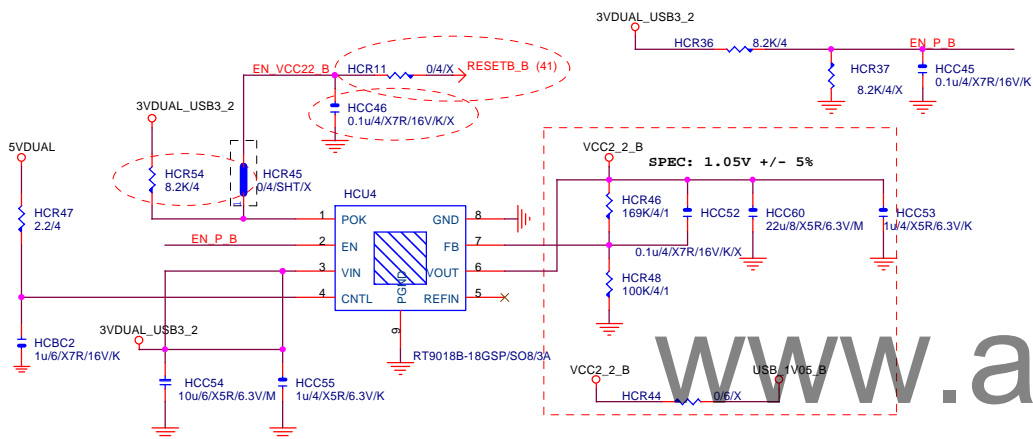 3VDUAL_USB3_2
HCR36
8.2K/4
EN_P_B
HCR37
8.2K/4/X
HCC45
0.1u/4/X7R/16V/K
EN_VCC22_B
HCR11
0/4/X
RESETB_B (41)
HCC46
0.1u/4/X7R/16V/K/X
3VDUAL_USB3_2
5VDUAL
HCR54
8.2K/4
HCR45
0/4/SHT/X
HCR47
2.2/4
HCU4
1
POK
GND
8
EN_P_B
2
EN
FB
7
3
VIN
VOUT
6
4
CNTL
REFIN
5
PGND
9
RT9018B-18GSP/SO8/3A
HCBC2
1u/6/X7R/16V/K
3VDUAL_USB3_2
HCC54
10u/6/X5R/6.3V/M
HCC55
1u/4/X5R/6.3V/K
VCC2_2_B
SPEC: 1.05V +/- 5%
HCR46
169K/4/1
HCC52
0.1u/4/X7R/16V/K/X
HCC60
22u/8/X5R/6.3V/M
HCC53
1u/4/X5R/6.3V/K
HCR48
100K/4/1
VCC2_2_B
USB_1V05_B
HCR44
0/6/X
www.a